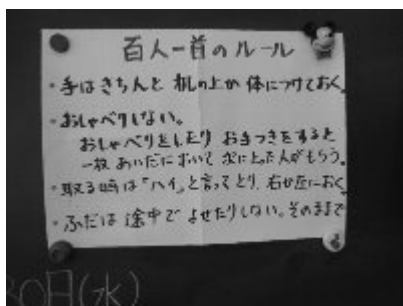 百人一首のルール
・手はきちんと 机の上か 体につけておく。
・おしゃべりしない。
おしゃべりをしたり お手つきをすると
一枚 あいだにおいて 次にとった人がもらう。
・取る時は「ハイ」と言ってとり、右か左におく
・ふだは 途中で よせたりしない。そのままで
30日(水)